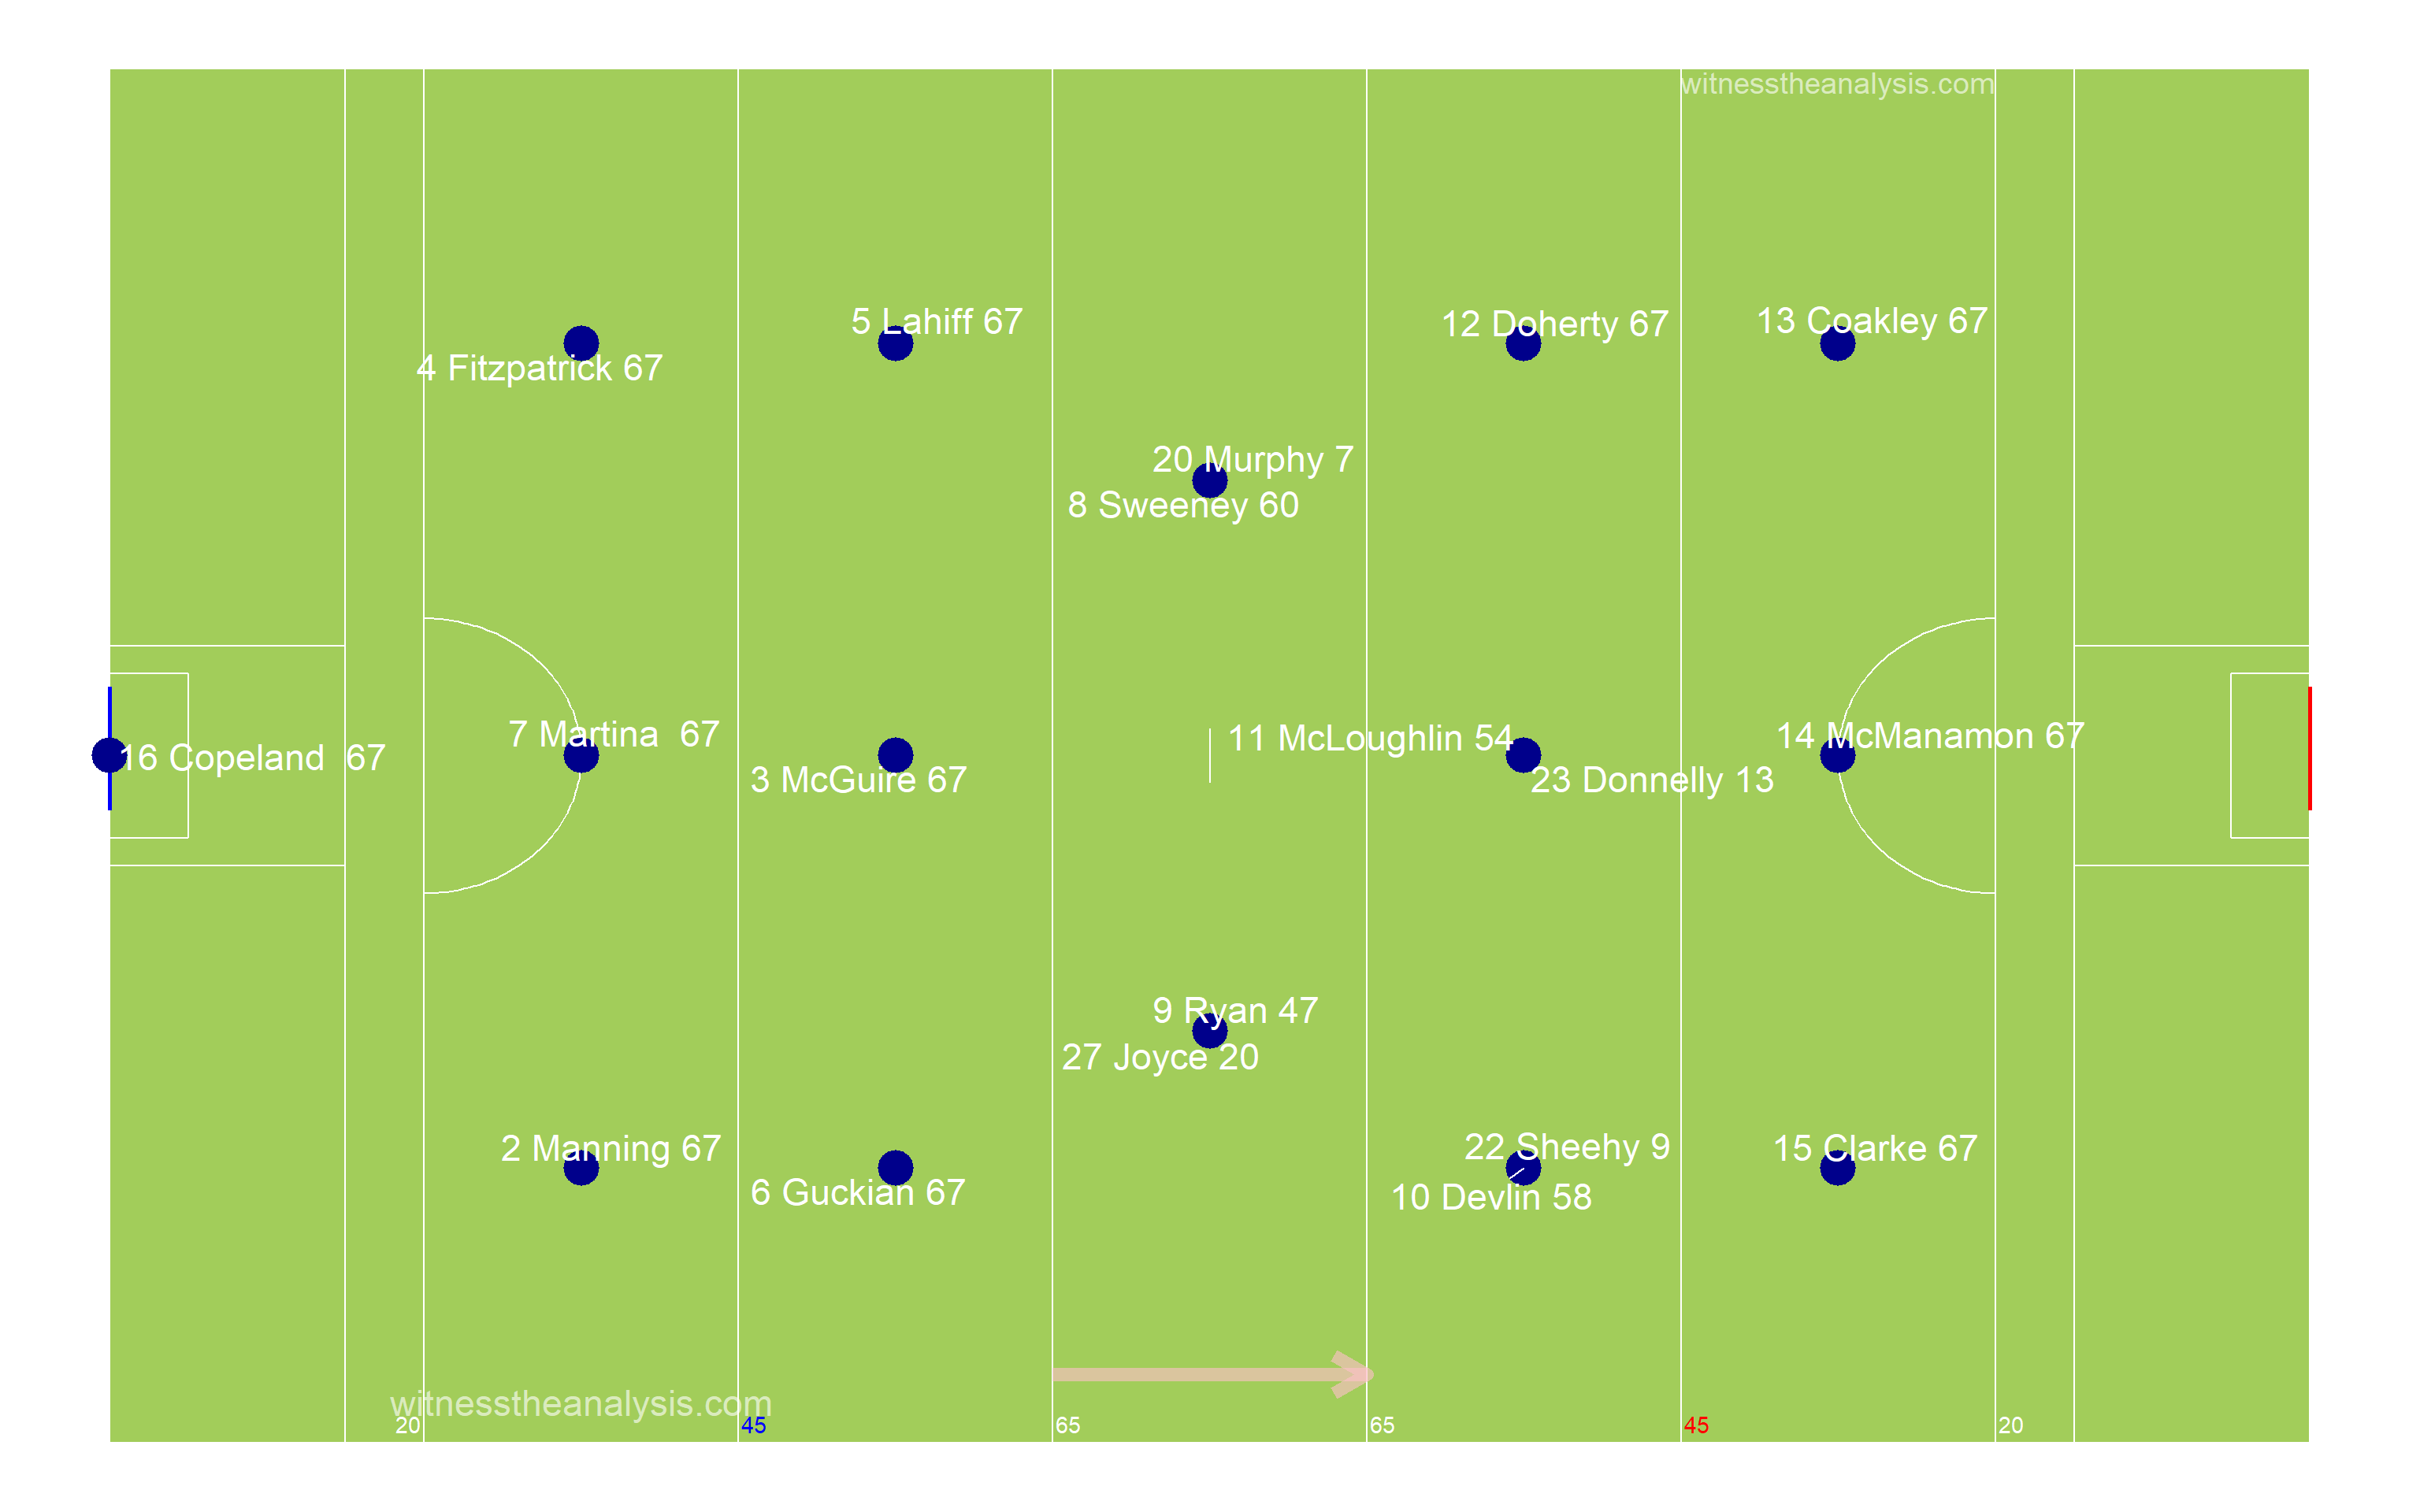 witnesstheanalysis.com
4 Fitzpatrick 67
5 Lahiff 67
12 Doherty 67
13 Coakley 67
20 Murphy 7
8 Sweeney 60
16 Copeland  67
7 Martina  67
3 McGuire 67
11 McLoughlin 54
23 Donnelly 13
14 McManamon 67
9 Ryan 47
27 Joyce 20
2 Manning 67
6 Guckian 67
22 Sheehy 9
10 Devlin 58
15 Clarke 67
witnesstheanalysis.com
20
45
65
65
45
20